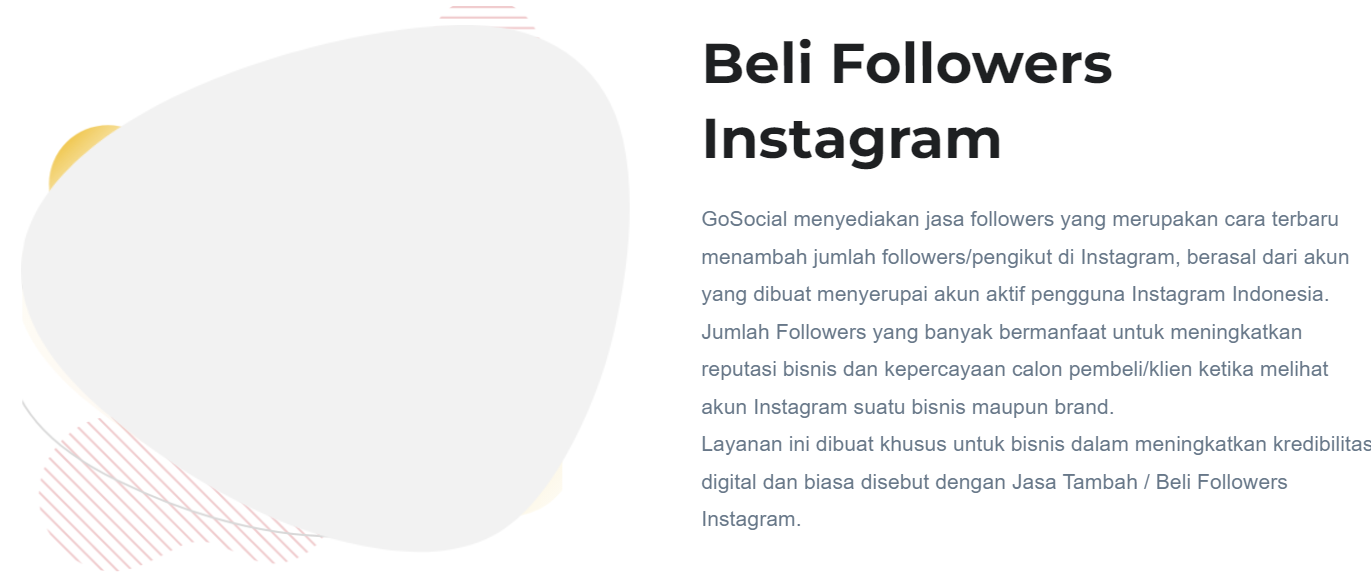 Beli Followers
Instagram
GoSocial menyediakan jasa followers yang merupakan cara terbaru
menambah jumlah followers/pengikut di Instagram, berasal dari akun
yang dibuat menyerupai akun aktif pengguna Instagram Indonesia.
Jumlah Followers yang banyak bermanfaat untuk meningkatkan
reputasi bisnis dan kepercayaan calon pembeli/klien ketika melihat
akun Instagram suatu bisnis maupun brand.
Layanan ini dibuat khusus untuk bisnis dalam meningkatkan kredibilitas
digital dan biasa disebut dengan Jasa Tambah / Beli Followers
Instagram.